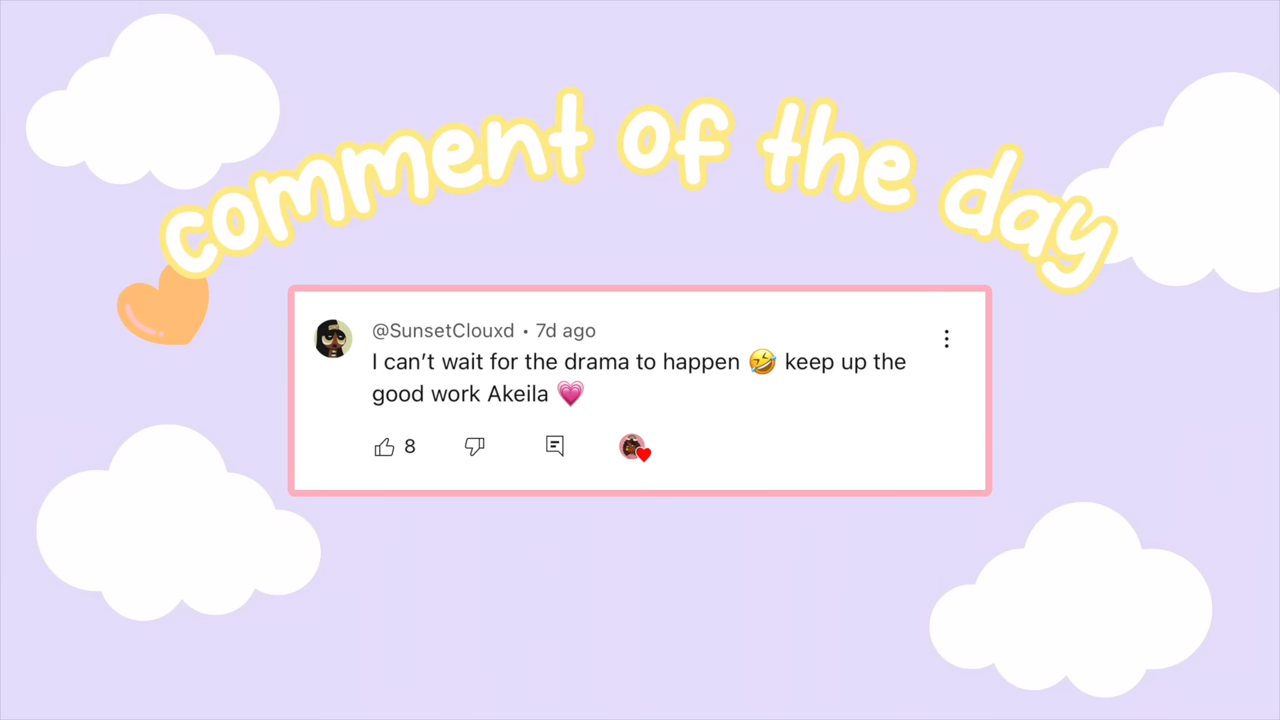 comment of the day
@SunsetClouxd • 7d ago
I can’t wait for the drama to happen 🤣 keep up the
good work Akeila 💗
8